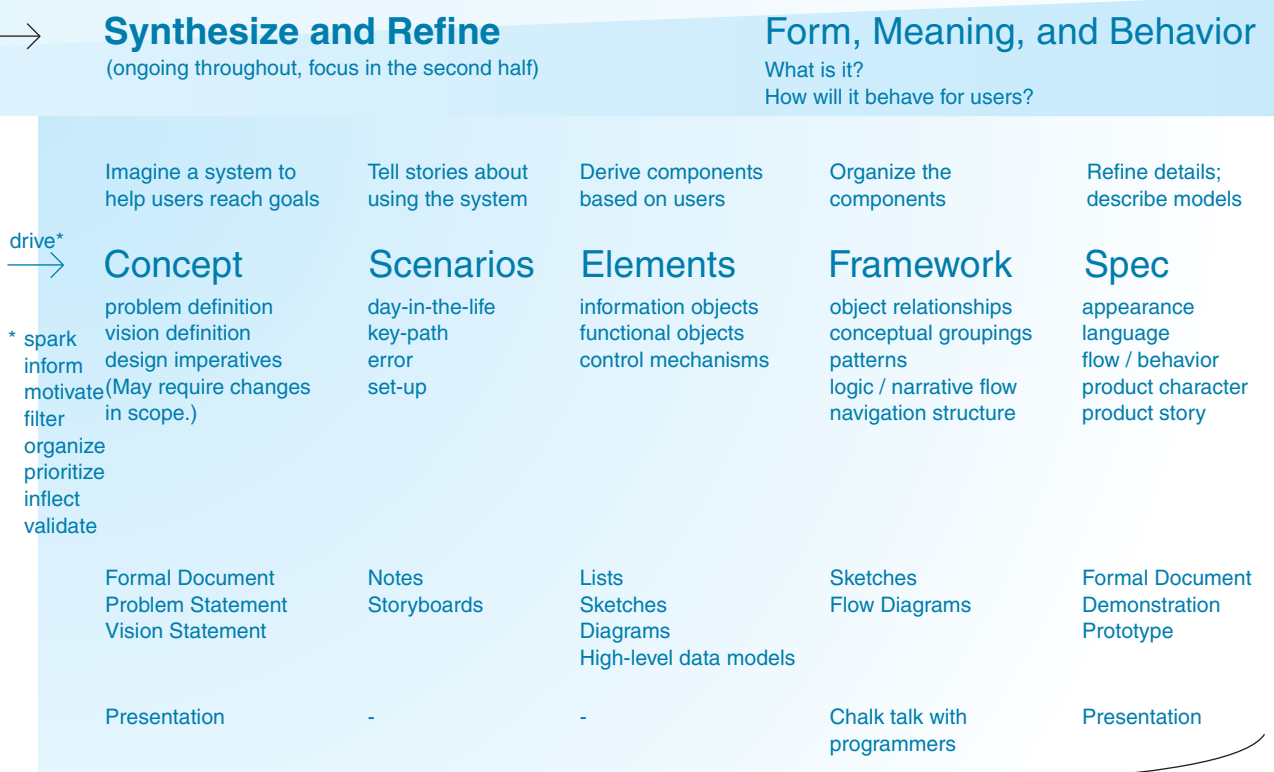 Synthesize and Refine
(ongoing throughout, focus in the second half)
Form, Meaning, and Behavior
What is it?
How will it behave for users?
Imagine a system to
help users reach goals
Tell stories about
using the system
Derive components
based on users
Organize the
components
Refine details;
describe models
drive*
Concept
problem definition
vision definition
design imperatives
(May require changes
in scope.)
Scenarios
day-in-the-life
key-path
error
set-up
Elements
information objects
functional objects
control mechanisms
Framework
object relationships
conceptual groupings
patterns
logic / narrative flow
navigation structure
Spec
appearance
language
flow / behavior
product character
product story
* spark
inform
motivate
filter
organize
prioritize
inflect
validate
Formal Document
Problem Statement
Vision Statement
Notes
Storyboards
Lists
Sketches
Diagrams
High-level data models
Sketches
Flow Diagrams
Formal Document
Demonstration
Prototype
Presentation
-
-
Chalk talk with
programmers
Presentation